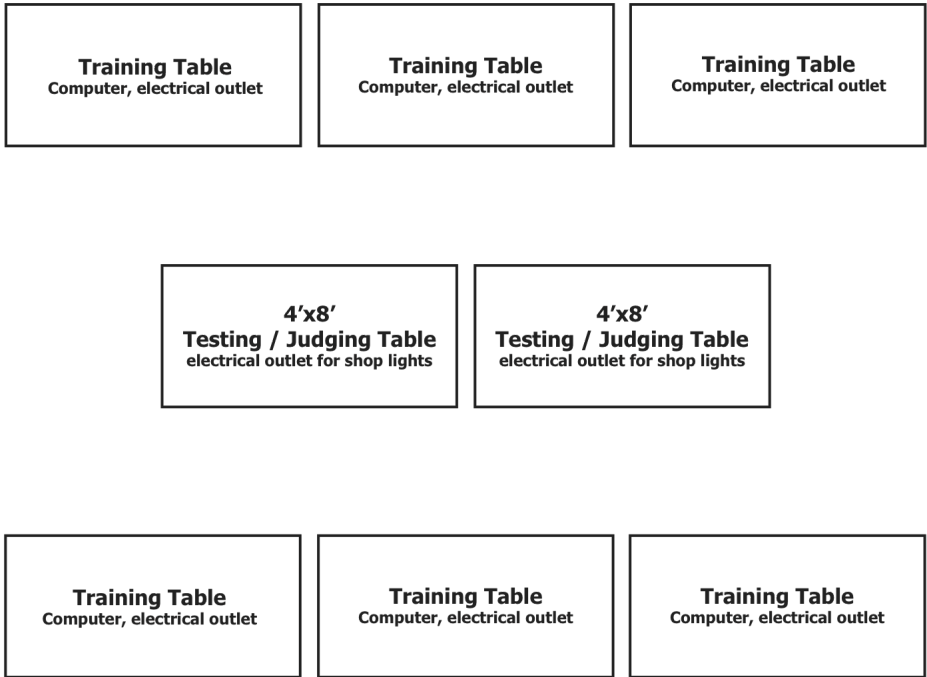 Training Table
Computer, electrical outlet
Training Table
Computer, electrical outlet
Training Table
Computer, electrical outlet
4’x8’
Testing / Judging Table
electrical outlet for shop lights
4’x8’
Testing / Judging Table
electrical outlet for shop lights
Training Table
Computer, electrical outlet
Training Table
Computer, electrical outlet
Training Table
Computer, electrical outlet